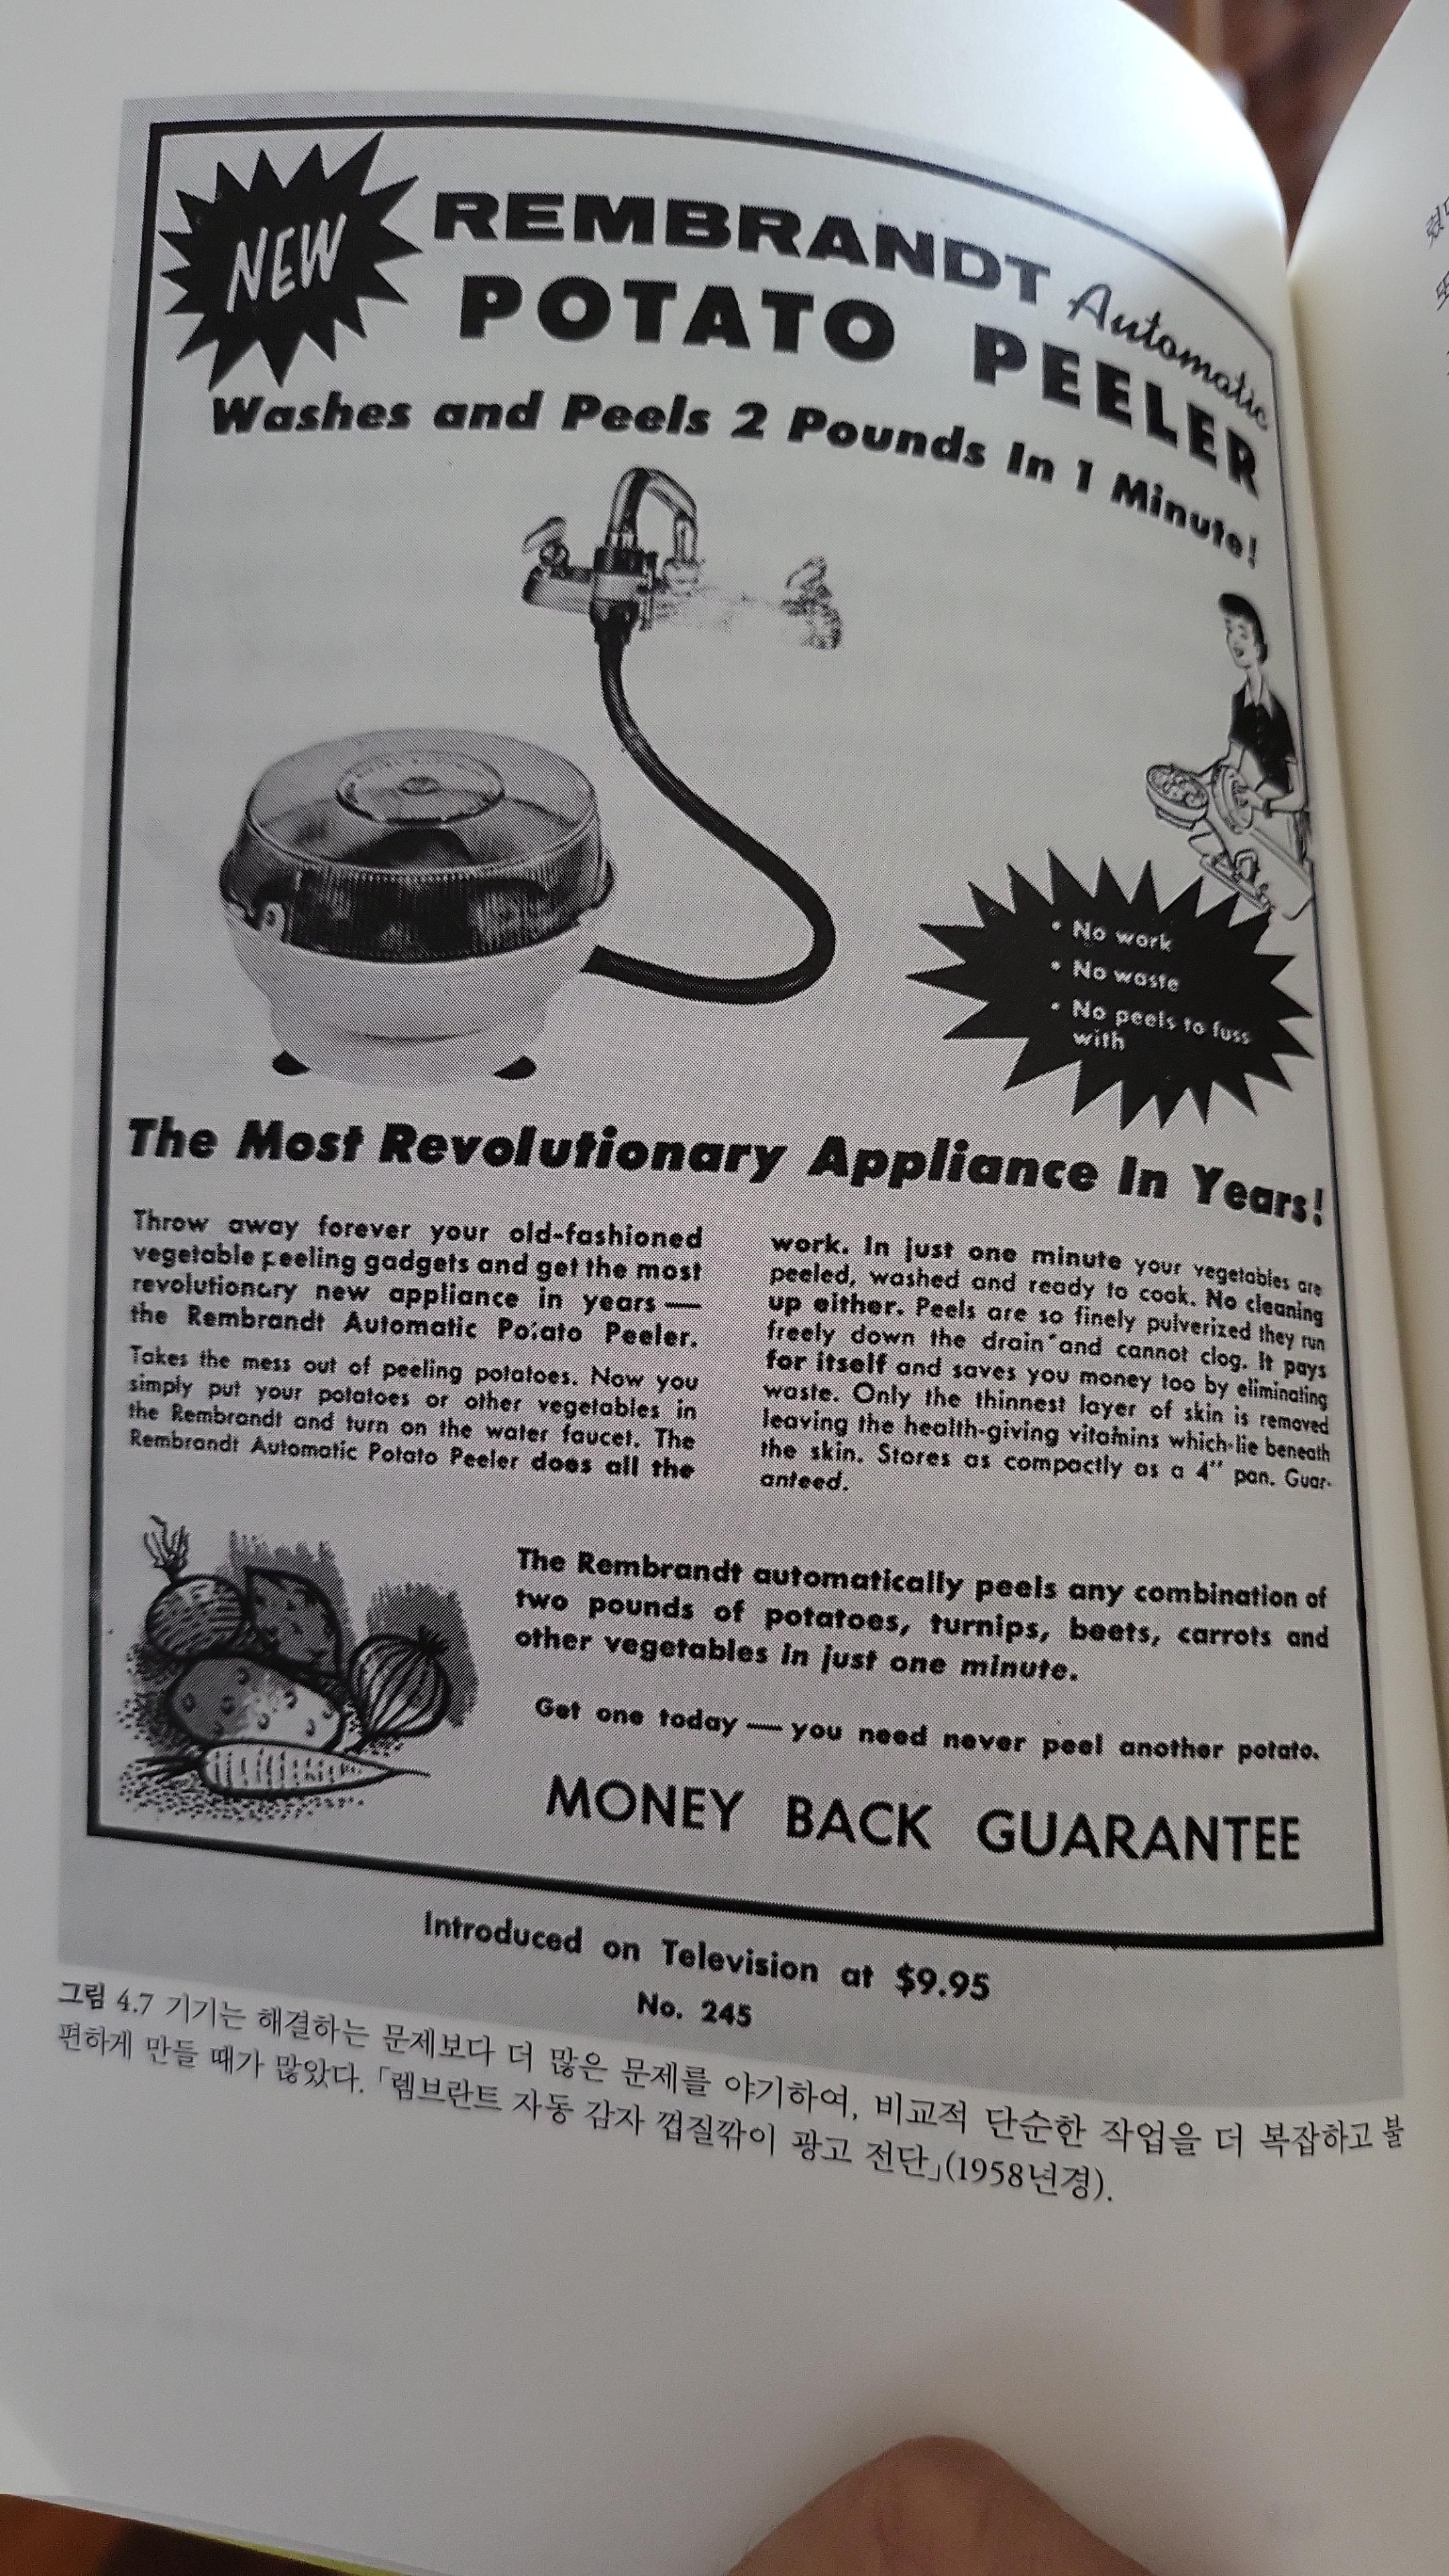 NEW
REMBRANDT Automatic
POTATO PEELER
Washes and Peels 2 Pounds In 1 Minute!
• No work
• No waste
• No peels to fuss
with
The Most Revolutionary Appliance In Years!
Throw away forever your old-fashioned
vegetable peeling gadgets and get the most
revolutionary new appliance in years —
the Rembrandt Automatic Potato Peeler.
Takes the mess out of peeling potatoes. Now you
simply put your potatoes or other vegetables in
the Rembrandt and turn on the water faucet. The
Rembrandt Automatic Potato Peeler does all the
work. In just one minute your vegetables are
peeled, washed and ready to cook. No cleaning
up either. Peels are so finely pulverized they run
freely down the drain and cannot clog. It pays
for itself and saves you money too by eliminating
waste. Only the thinnest layer of skin is removed
leaving the health-giving vitamins which lie beneath
the skin. Stores as compactly as a 4" pan. Guar-
anteed.
The Rembrandt automatically peels any combination of
two pounds of potatoes, turnips, beets, carrots and
other vegetables in just one minute.
Get one today — you need never peel another potato.
MONEY BACK GUARANTEE
Introduced on Television at $9.95
No. 245
그림 4.7 기기는 해결하는 문제보다 더 많은 문제를 야기하여, 비교적 단순한 작업을 더 복잡하고 불
편하게 만들 때가 많았다. 「렘브란트 자동 감자 껍질깎이 광고 전단」(1958년경).